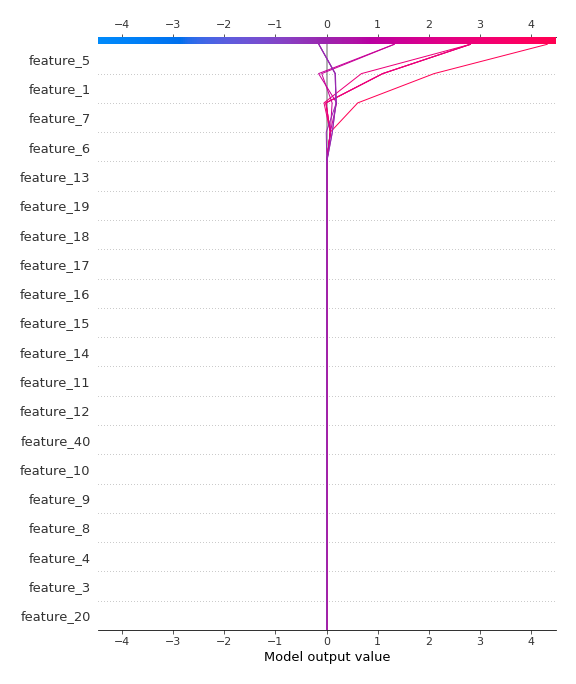 −4 −3 −2 −1 0 1 2 3 4
feature_5
feature_1
feature_7
feature_6
feature_13
feature_19
feature_18
feature_17
feature_16
feature_15
feature_14
feature_11
feature_12
feature_40
feature_10
feature_9
feature_8
feature_4
feature_3
feature_20
−4 −3 −2 −1 0 1 2 3 4
Model output value